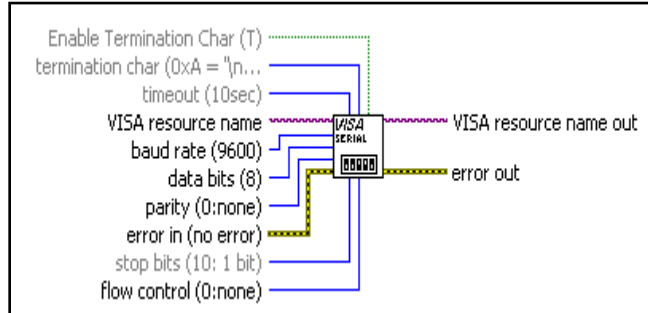 Enable Termination Char (T)
termination char (0xA = "\n...
timeout (10sec)
VISA resource name
VISA resource name out
baud rate (9600)
data bits (8)
error out
parity (0:none)
error in (no error)
stop bits (10: 1 bit)
flow control (0:none)
VISA
SERIAL